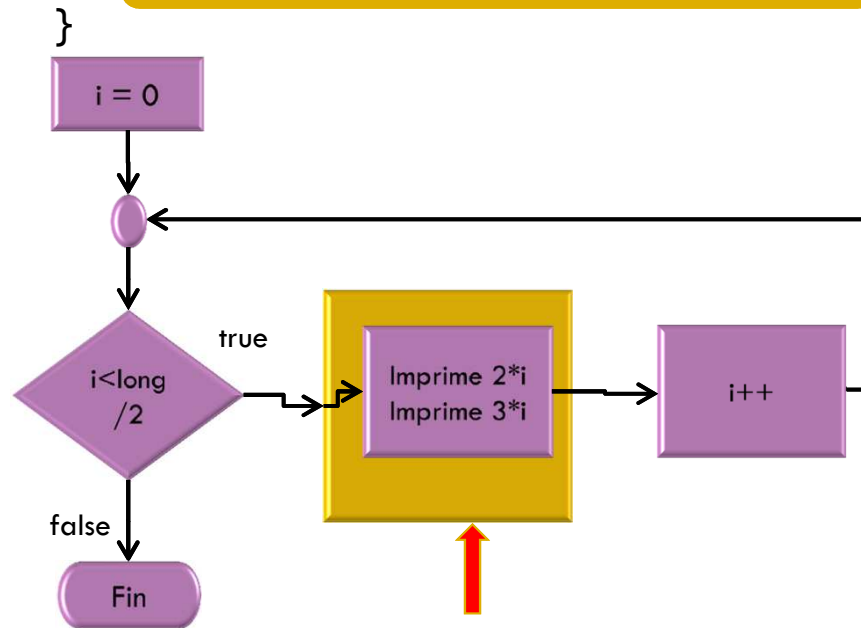 }
i = 0
true
i<long
/2
Imprime 2*i
Imprime 3*i
i++
false
Fin